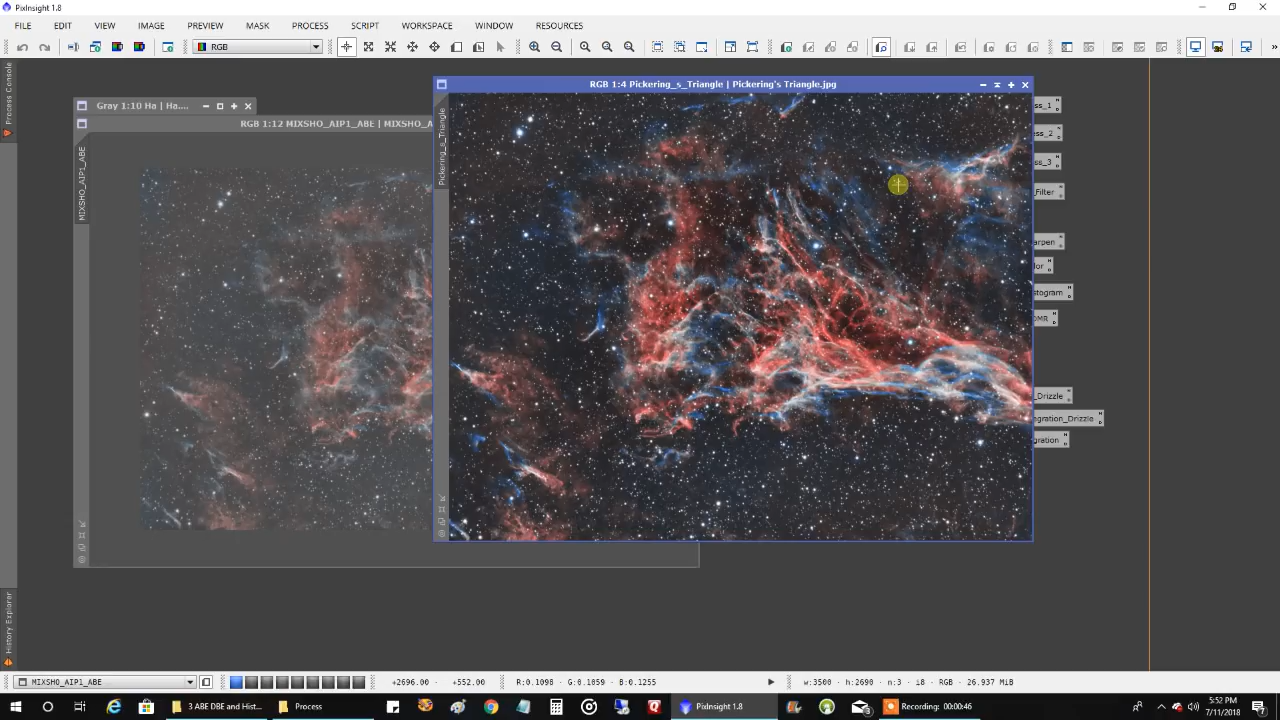 PixInsight 1.8
FILE EDIT VIEW IMAGE PREVIEW MASK PROCESS SCRIPT WORKSPACE WINDOW RESOURCES
RGB
Process Console
RGB 1:4 Pickering_s_Triangle | Pickering's Triangle.jpg
Gray 1:10 Ha | Ha....
RGB 1:12 MIXSHO_AIP1_ABE | MIXSHO_A
Pickering_s_Triangle
MIXSHO_AIP1_ABE
ss_1
ss_2
ss_3
Filter
arpen
lor
stogram
DMR
_Drizzle
egration_Drizzle
gration
History Explorer
MIXSHO_AIP1_ABE
+2696.00 · +552.00
R:0.1098 · G:0.1059 · B:0.1255
w:3500 · h:2690 · n:3 · i8 · RGB · 26.937 MiB
3 ABE DBE and Hist...
Process
PixInsight 1.8
Recording: 00:00:46
5:52 PM
7/11/2018